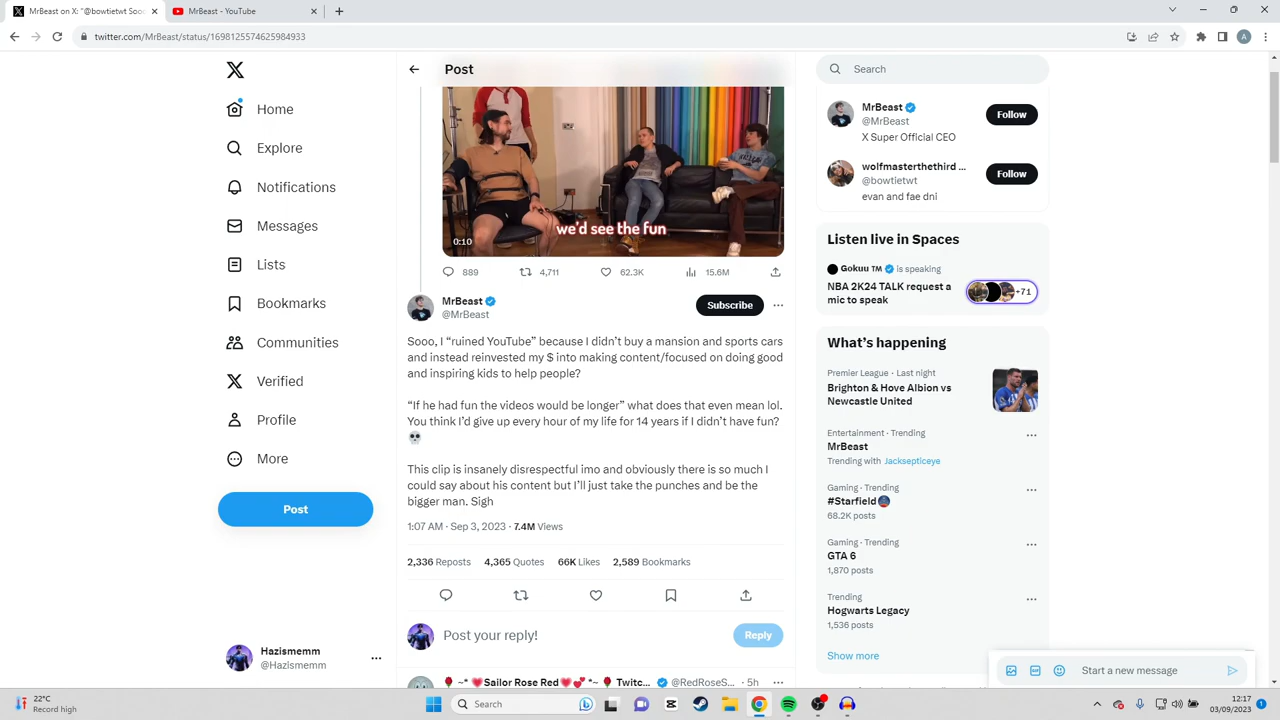 MrBeast on X: "@bowtietwt Sooo
MrBeast - YouTube
twitter.com/MrBeast/status/1698125574625984933
A
Home
Explore
Notifications
Messages
Lists
Bookmarks
Communities
Verified
Profile
More
Post
Hazismemm
@Hazismemm
Post
we'd see the fun
0:10
889
4,711
62.3K
15.6M
MrBeast
@MrBeast
Subscribe
Sooo, I “ruined YouTube” because I didn’t buy a mansion and sports cars
and instead reinvested my $ into making content/focused on doing good
and inspiring kids to help people?
“If he had fun the videos would be longer” what does that even mean lol.
You think I’d give up every hour of my life for 14 years if I didn’t have fun?
💀
This clip is insanely disrespectful imo and obviously there is so much I
could say about his content but I’ll just take the punches and be the
bigger man. Sigh
1:07 AM · Sep 3, 2023 · 7.4M Views
2,336 Reposts 4,365 Quotes 66K Likes 2,589 Bookmarks
Post your reply!
Reply
~* 💗Sailor Rose Red💗💕 *~ 🌹 Twitc... @RedRoseS... · 5h
Search
MrBeast
@MrBeast
Follow
X Super Official CEO
wolfmasterthethird ...
@bowtietwt
Follow
evan and fae dni
Listen live in Spaces
Gokuu TM is speaking
NBA 2K24 TALK request a
mic to speak
+71
What’s happening
Premier League · Last night
Brighton & Hove Albion vs
Newcastle United
Entertainment · Trending
MrBeast
Trending with Jacksepticeye
Gaming · Trending
#Starfield
68.2K posts
Gaming · Trending
GTA 6
1,870 posts
Trending
Hogwarts Legacy
1,536 posts
Show more
Start a new message
22°C
Record high
Search
12:17
03/09/2023
1